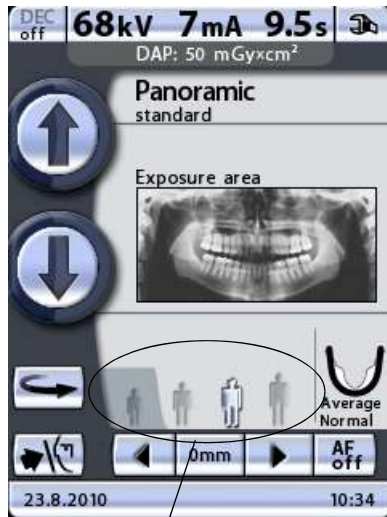 DEC off 68kV 7mA 9.5s
DAP: 50 mGy×cm²
Panoramic
standard
Exposure area
Average
Normal
0mm AF off
23.8.2010 10:34